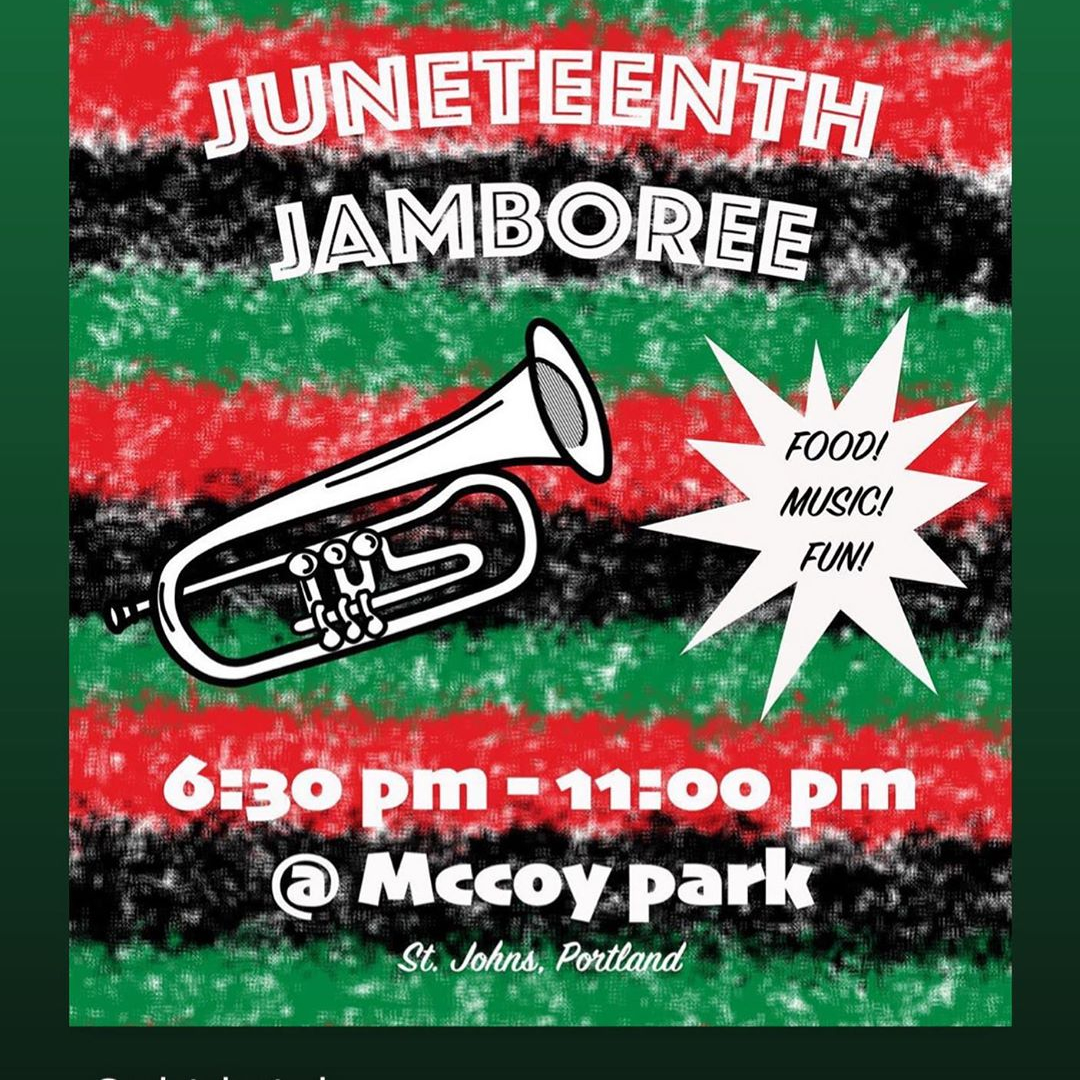 JUNETEENTH
JAMBOREE
FOOD!
MUSIC!
FUN!
6:30 pm - 11:00 pm
@ Mccoy park
St. Johns, Portland